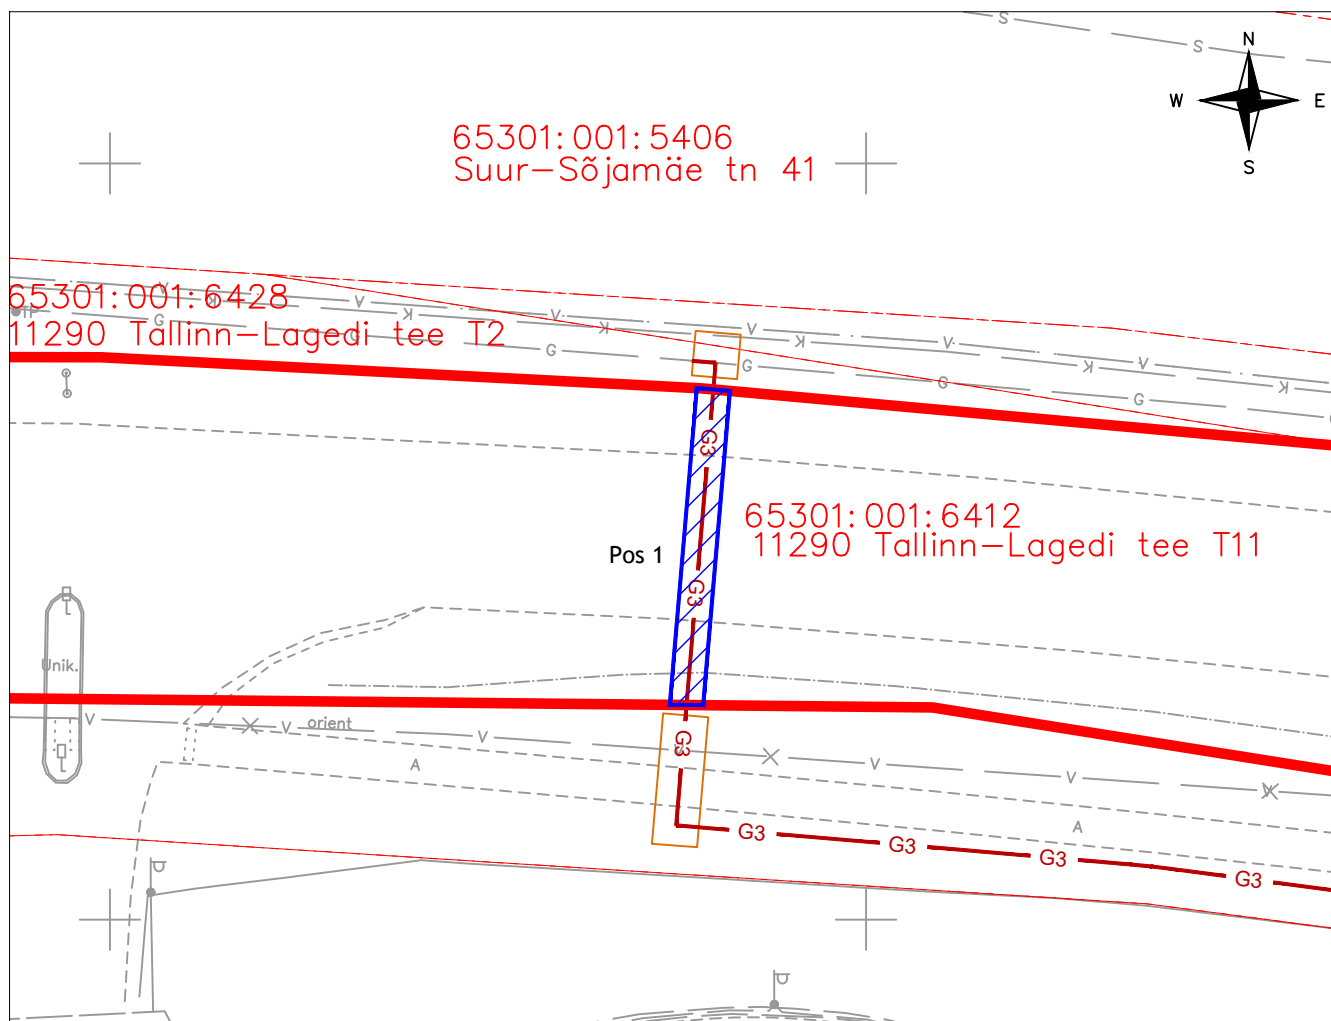 S
S
N
W
E
S
65301:001:5406
Suur-Sõjamäe tn 41
65301:001:6428
11290 Tallinn-Lagedi tee T2
A
A
A
A
A
A
A
K
K
K
K
K
K
G
G
G
G
G
G
G3
65301:001:6412
11290 Tallinn-Lagedi tee T11
Pos 1
G3
Unik.
V
V
orient
V
G3
V
V
A
G3
G3
G3
A
G3